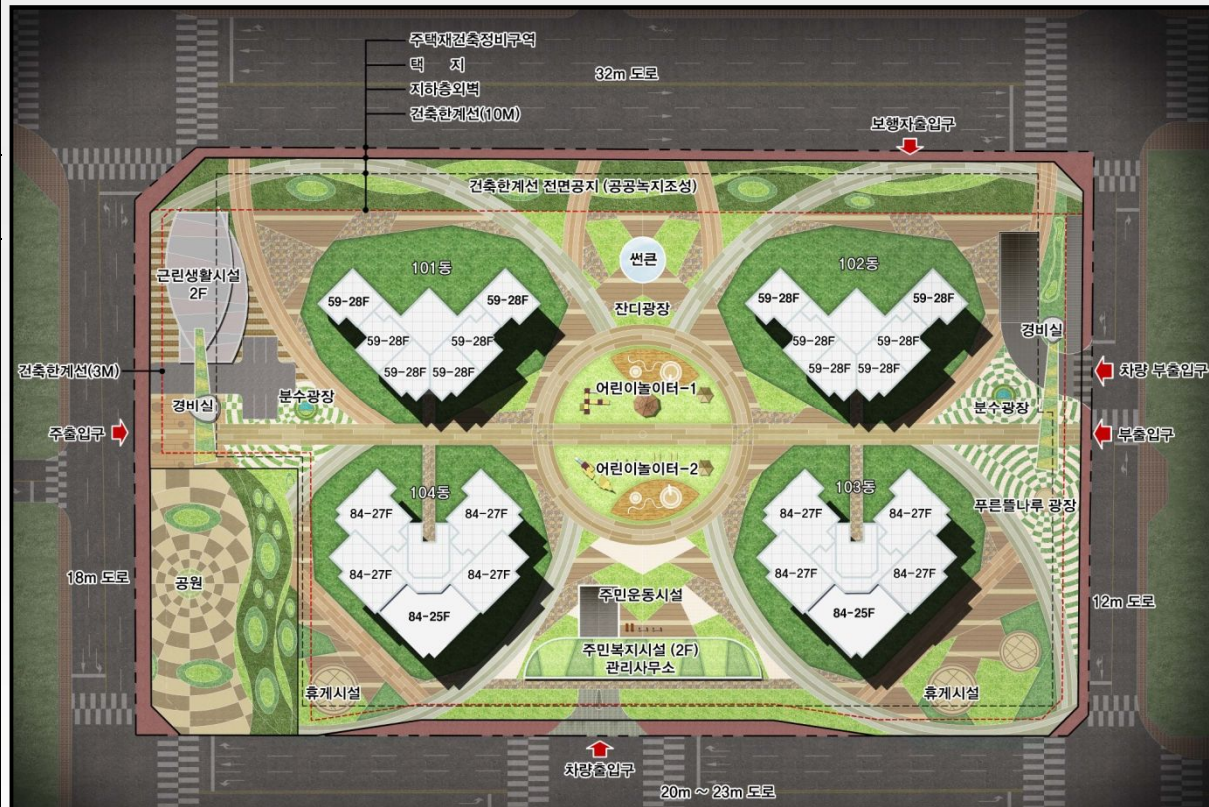 주택재건축정비구역
택 지
지하층외벽
건축한계선(10M)
32m 도로
보행자출입구
건축한계선 전면공지 (공공녹지조성)
근린생활시설
2F
101동
59-28F
59-28F
59-28F
59-28F
59-28F
59-28F
썬큰
잔디광장
102동
59-28F
59-28F
59-28F
59-28F
59-28F
59-28F
경비실
건축한계선(3M)
경비실
분수광장
주출입구
어린이놀이터-1
어린이놀이터-2
분수광장
차량 부출입구
부출입구
푸른뜰나루 광장
104동
84-27F
84-27F
84-27F
84-27F
84-25F
103동
84-27F
84-27F
84-27F
84-27F
84-25F
18m 도로
공원
주민운동시설
주민복지시설 (2F)
관리사무소
12m 도로
휴게시설
휴게시설
차량출입구
20m ~ 23m 도로